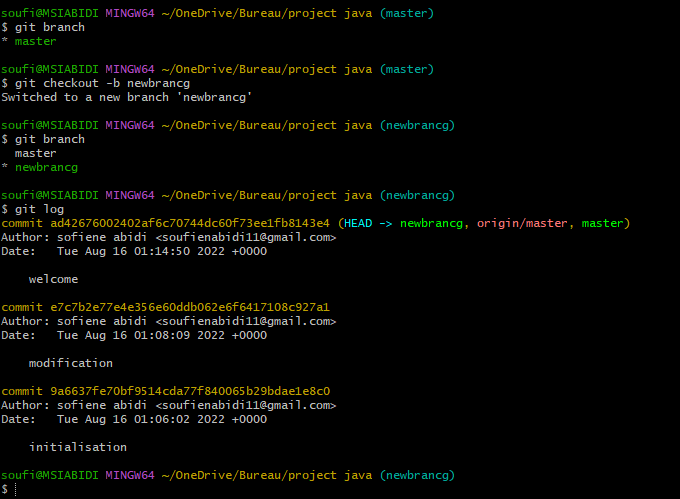 soufi@MSIABIDI MINGW64 ~/OneDrive/Bureau/project java (master)
$ git branch
* master
soufi@MSIABIDI MINGW64 ~/OneDrive/Bureau/project java (master)
$ git checkout -b newbrancg
Switched to a new branch 'newbrancg'
soufi@MSIABIDI MINGW64 ~/OneDrive/Bureau/project java (newbrancg)
$ git branch
  master
* newbrancg
soufi@MSIABIDI MINGW64 ~/OneDrive/Bureau/project java (newbrancg)
$ git log
commit ad42676002402af6c70744dc60f73ee1fb8143e4 (HEAD -> newbrancg, origin/master, master)
Author: sofiene abidi <soufienabidi11@gmail.com>
Date:   Tue Aug 16 01:14:50 2022 +0000
    welcome
commit e7c7b2e77e4e356e60ddb062e6f6417108c927a1
Author: sofiene abidi <soufienabidi11@gmail.com>
Date:   Tue Aug 16 01:08:09 2022 +0000
    modification
commit 9a6637fe70bf9514cda77f840065b29bdae1e8c0
Author: sofiene abidi <soufienabidi11@gmail.com>
Date:   Tue Aug 16 01:06:02 2022 +0000
    initialisation
soufi@MSIABIDI MINGW64 ~/OneDrive/Bureau/project java (newbrancg)
$